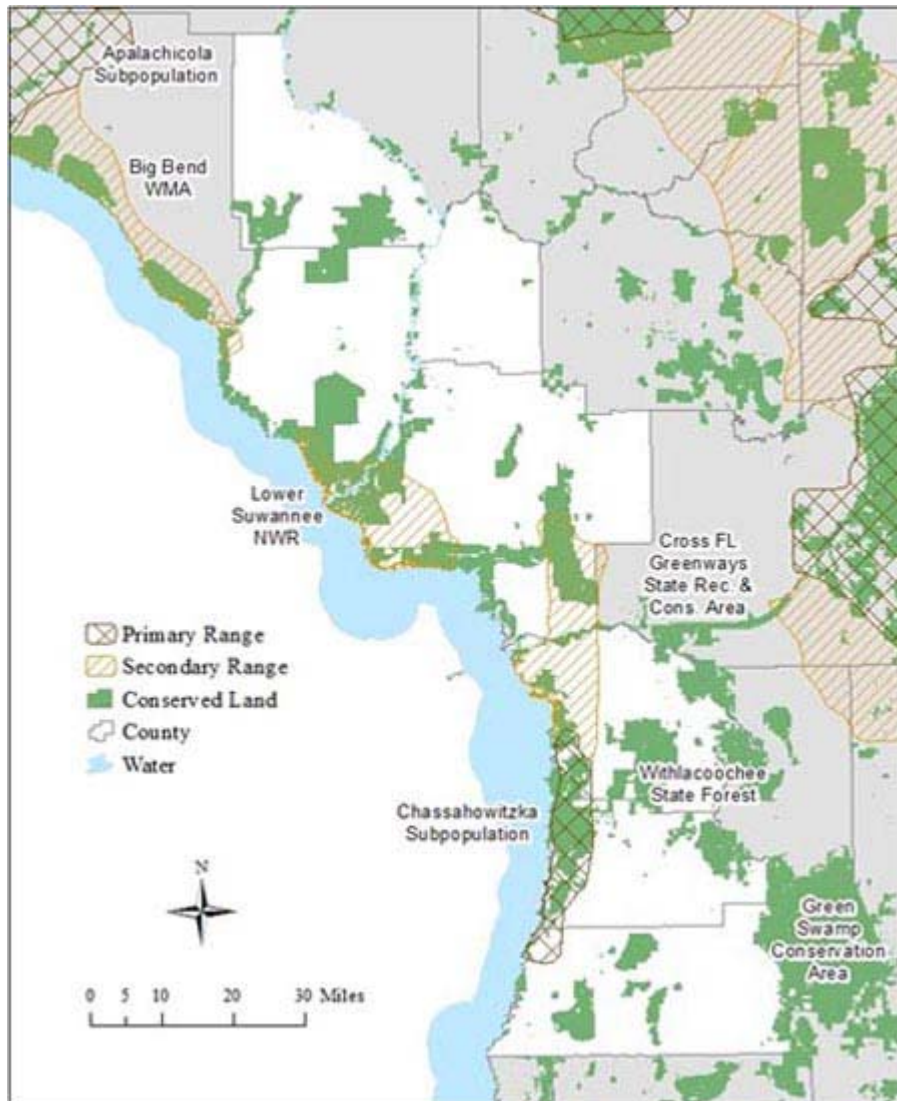 Apalachicola
Subpopulation
Big Bend
WMA
Lower
Suwannee
NWR
Cross FL
Greenways
State Rec. &
Cons. Area
Primary Range
Secondary Range
Conserved Land
County
Water
Withlacoochee
State Forest
Chassahowitzka
Subpopulation
N
Green
Swamp
Conservation
Area
0 5 10 20 30 Miles